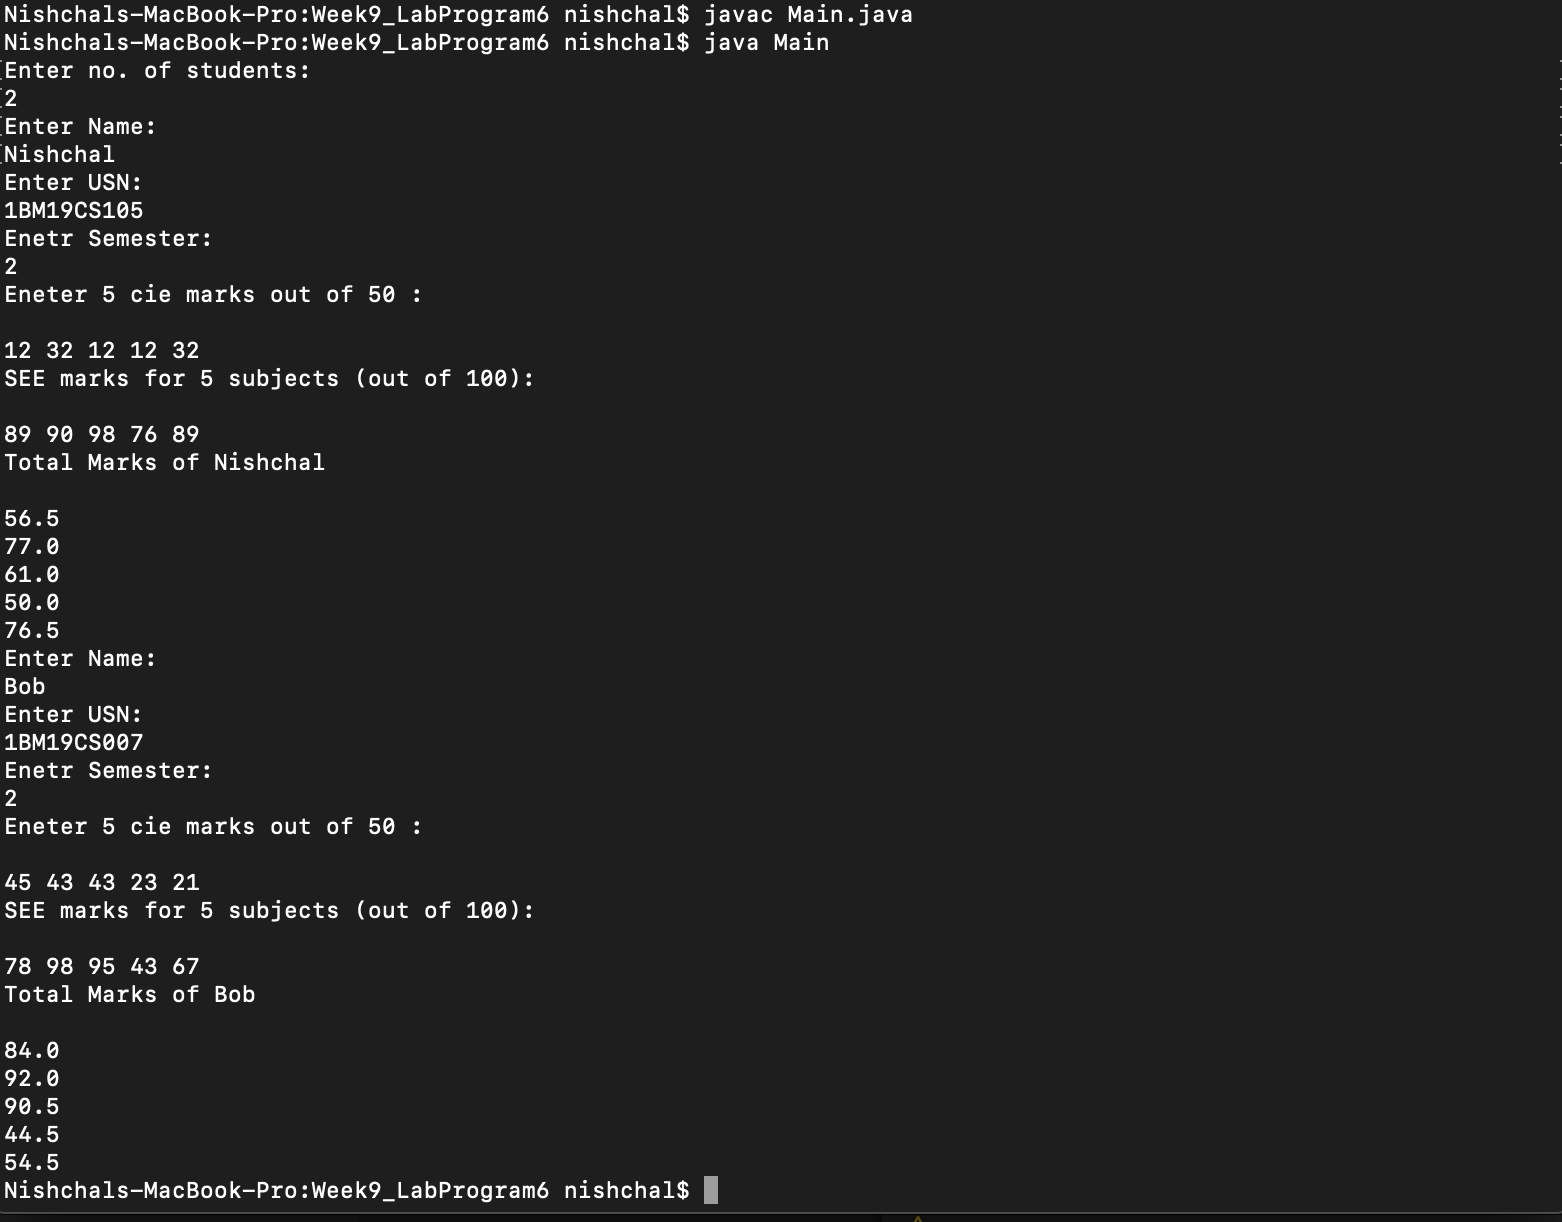 Nishchals-MacBook-Pro:Week9_LabProgram6 nishchal$ javac Main.java
Nishchals-MacBook-Pro:Week9_LabProgram6 nishchal$ java Main
Enter no. of students:
2
Enter Name:
Nishchal
Enter USN:
1BM19CS105
Enetr Semester:
2
Eneter 5 cie marks out of 50 :
12 32 12 12 32
SEE marks for 5 subjects (out of 100):
89 90 98 76 89
Total Marks of Nishchal
56.5
77.0
61.0
50.0
76.5
Enter Name:
Bob
Enter USN:
1BM19CS007
Enetr Semester:
2
Eneter 5 cie marks out of 50 :
45 43 43 23 21
SEE marks for 5 subjects (out of 100):
78 98 95 43 67
Total Marks of Bob
84.0
92.0
90.5
44.5
54.5
Nishchals-MacBook-Pro:Week9_LabProgram6 nishchal$